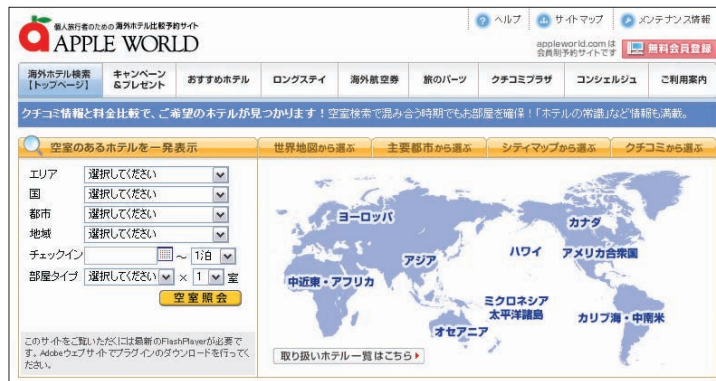 個人旅行者のための海外ホテル比較予約サイト
APPLE WORLD
ヘルプ サイトマップ メンテナンス情報
appleworld.comは
会員制予約サイトです
無料会員登録
海外ホテル検索
【トップページ】
キャンペーン
&プレゼント
おすすめホテル
ロングステイ
海外航空券
旅のパーツ
クチコミプラザ
コンシェルジュ
ご利用案内
クチコミ情報と料金比較で、ご希望のホテルが見つかります！空室検索で混み合う時期でもお部屋を確保！「ホテルの常識」など情報も満載。
空室のあるホテルを一発表示
世界地図から選ぶ 主要都市から選ぶ シティマップから選ぶ クチコミから選ぶ
エリア 選択してください
国 選択してください
都市 選択してください
地域 選択してください
チェックイン ～ 1泊
部屋タイプ 選択してください × 1 室
空室照会
このサイトをご覧いただくには最新のFlashPlayerが必要で
す。Adobeウェブサイトでプラグインのダウンロードを行ってく
ださい。
ヨーロッパ
カナダ
アジア
ハワイ
アメリカ合衆国
中近東・アフリカ
ミクロネシア
太平洋諸島
オセアニア
カリブ海・中南米
取り扱いホテル一覧はこちら